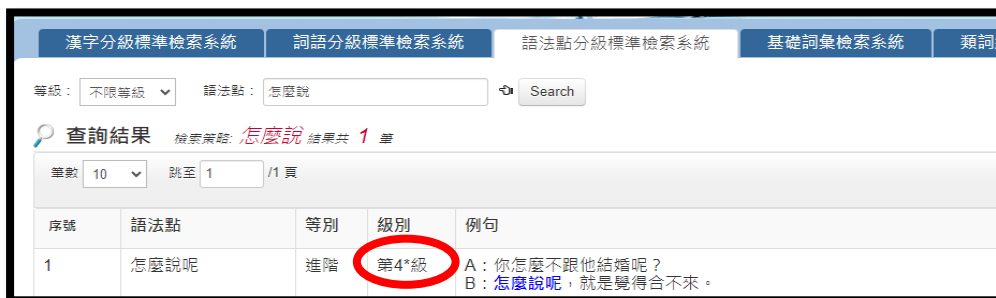 漢字分級標準檢索系統 詞語分級標準檢索系統 語法點分級標準檢索系統 基礎詞彙檢索系統 類詞
等級： 不限等級 語法點： 怎麼說 Search
查詢結果 檢索策略: 怎麼說 結果共 1 筆
筆數 10 跳至 1 /1 頁
序號 語法點 等別 級別 例句
1 怎麼說呢 進階 第4*級 A：你怎麼不跟他結婚呢？
B：怎麼說呢，就是覺得合不來。